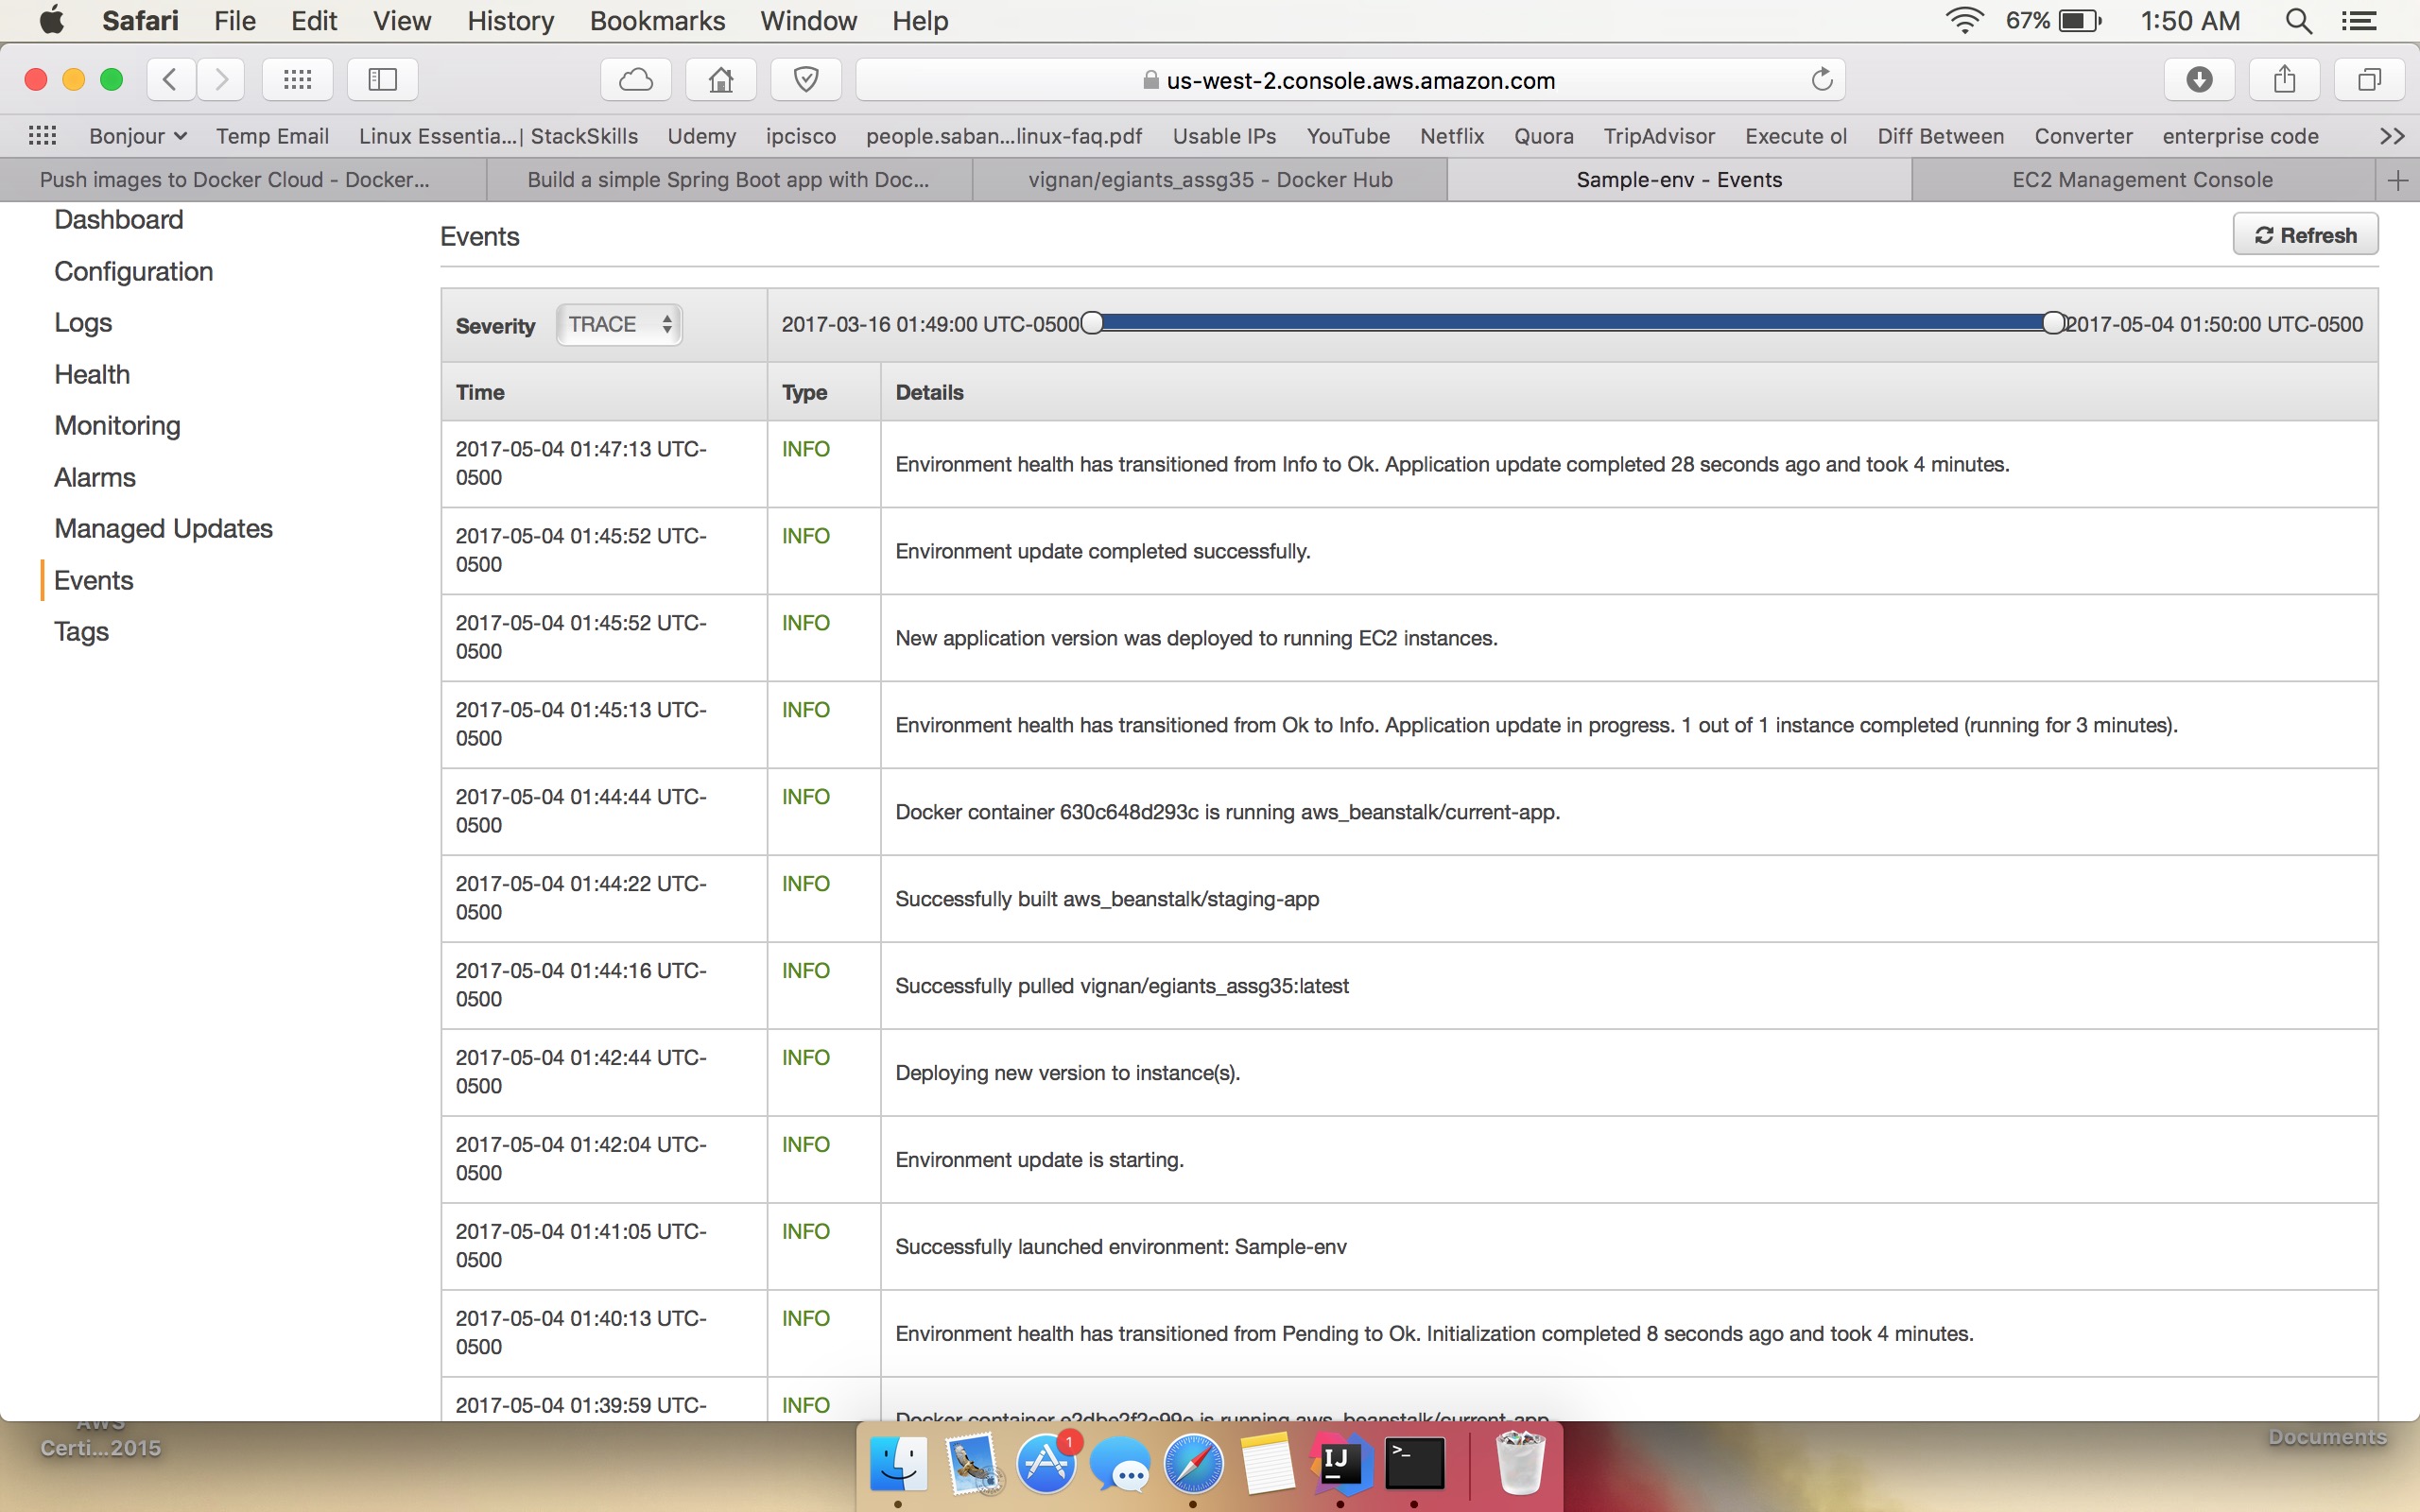 Safari File Edit View History Bookmarks Window Help 67% 1:50 AM
us-west-2.console.aws.amazon.com
Bonjour Temp Email Linux Essentia...| StackSkills Udemy ipcisco people.saban...linux-faq.pdf Usable IPs YouTube Netflix Quora TripAdvisor Execute ol Diff Between Converter enterprise code >>
Push images to Docker Cloud - Docker... Build a simple Spring Boot app with Doc... vignan/egiants_assg35 - Docker Hub Sample-env - Events EC2 Management Console +
Dashboard
Configuration
Logs
Health
Monitoring
Alarms
Managed Updates
Events
Tags
Events Refresh
Severity TRACE 2017-03-16 01:49:00 UTC-0500 2017-05-04 01:50:00 UTC-0500
Time Type Details
2017-05-04 01:47:13 UTC- INFO Environment health has transitioned from Info to Ok. Application update completed 28 seconds ago and took 4 minutes.
0500
2017-05-04 01:45:52 UTC- INFO Environment update completed successfully.
0500
2017-05-04 01:45:52 UTC- INFO New application version was deployed to running EC2 instances.
0500
2017-05-04 01:45:13 UTC- INFO Environment health has transitioned from Ok to Info. Application update in progress. 1 out of 1 instance completed (running for 3 minutes).
0500
2017-05-04 01:44:44 UTC- INFO Docker container 630c648d293c is running aws_beanstalk/current-app.
0500
2017-05-04 01:44:22 UTC- INFO Successfully built aws_beanstalk/staging-app
0500
2017-05-04 01:44:16 UTC- INFO Successfully pulled vignan/egiants_assg35:latest
0500
2017-05-04 01:42:44 UTC- INFO Deploying new version to instance(s).
0500
2017-05-04 01:42:04 UTC- INFO Environment update is starting.
0500
2017-05-04 01:41:05 UTC- INFO Successfully launched environment: Sample-env
0500
2017-05-04 01:40:13 UTC- INFO Environment health has transitioned from Pending to Ok. Initialization completed 8 seconds ago and took 4 minutes.
0500
2017-05-04 01:39:59 UTC- INFO Docker container e2dbe2f2c99e is running aws_beanstalk/current-app
AWS
Certi...2015
Documents
1
IJ
>_